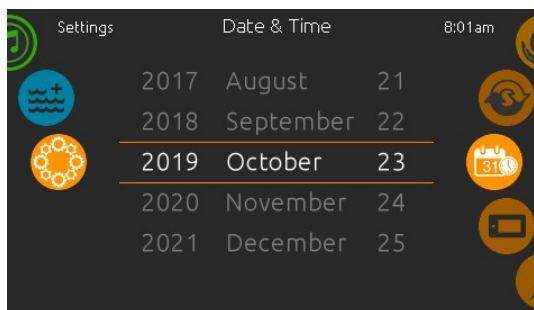 Settings Date & Time 8:01am
2017 August 21
2018 September 22
2019 October 23
31
2020 November 24
2021 December 25